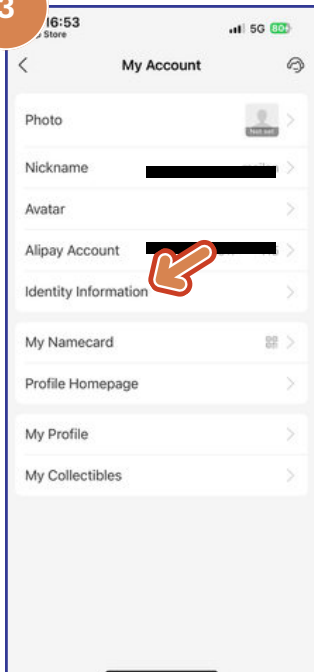 3
16:53
Store
5G 80+
My Account
Photo
Not set
Nickname
Avatar
Alipay Account
Identity Information
My Namecard
Profile Homepage
My Profile
My Collectibles